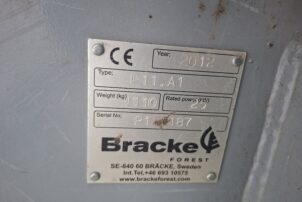 CE Year: 2012
Type: P11.A1
Weight (kg) Rated power (kW)
Serial No:
Bracke
FOREST
SE-640 60 BRÄCKE, Sweden
Int.Tel,+46 693 10575
www.brackeforest.com